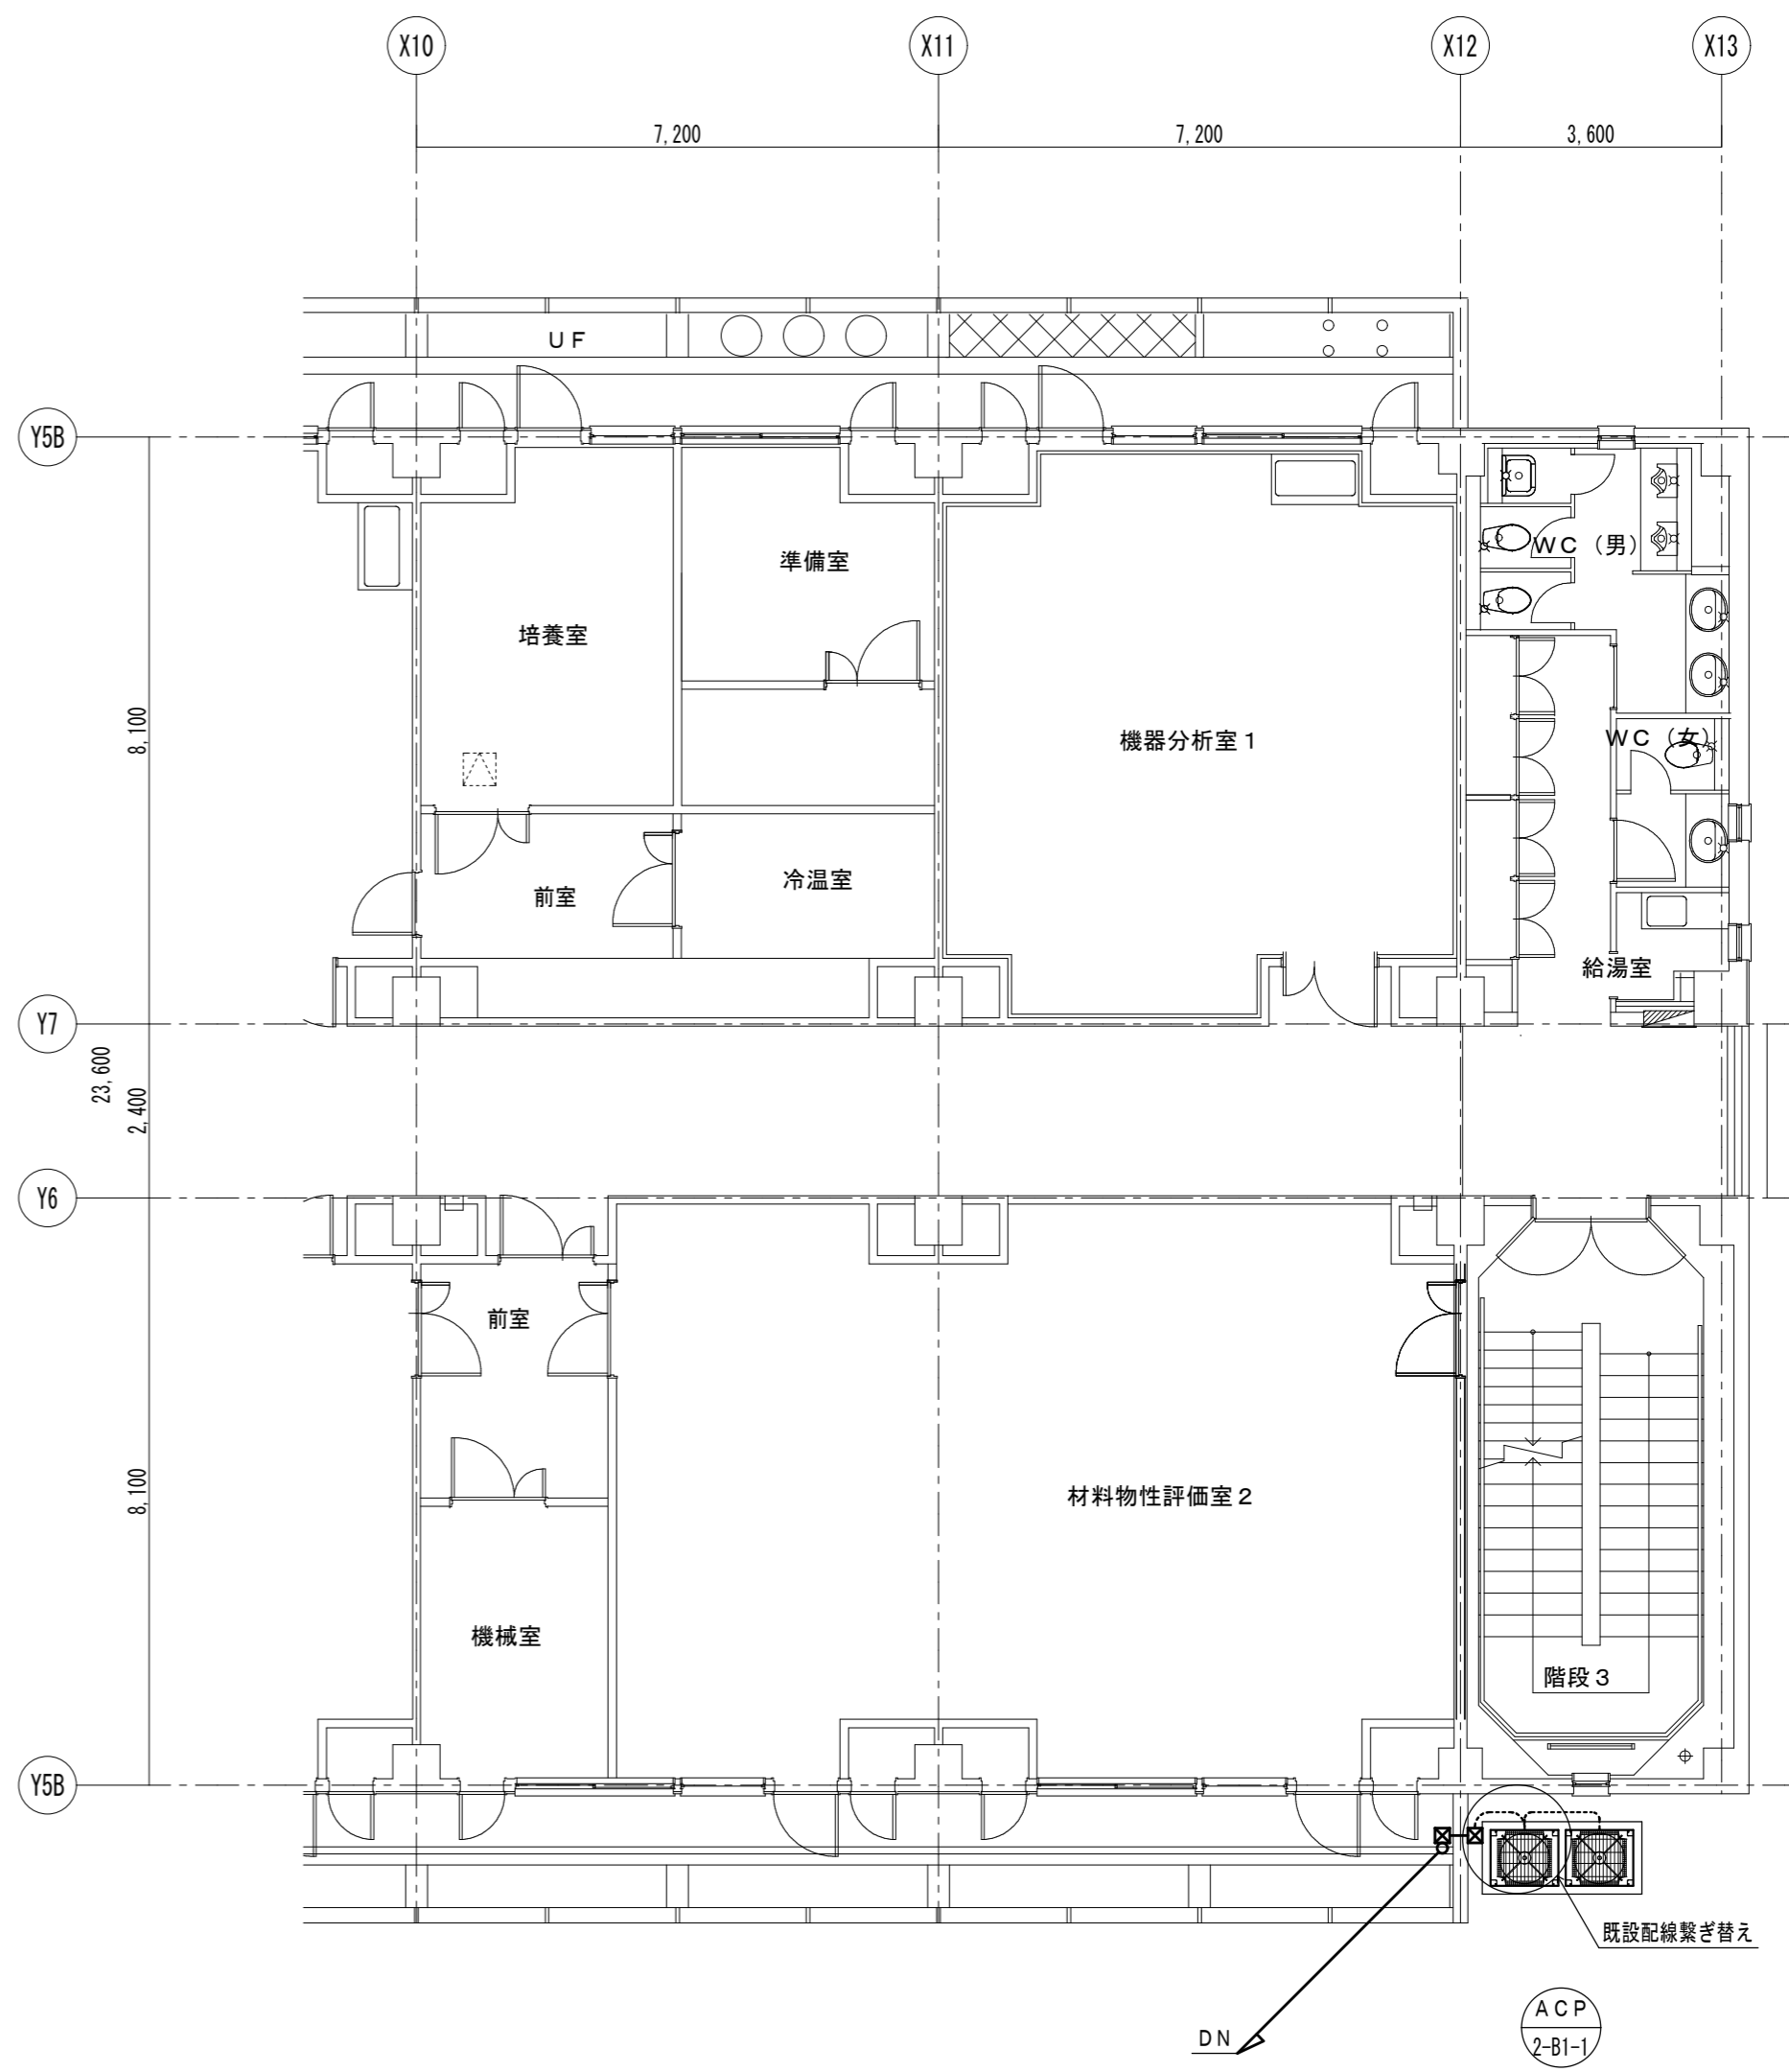 X10
X11
X12
X13
7,200
7,200
3,600
UF
Y5B
準備室
WC（男）
培養室
8,100
機器分析室1
WC（女）
冷温室
前室
給湯室
Y7
23,600
2,400
Y6
前室
8,100
材料物性評価室2
機械室
階段3
Y5B
既設配線繋ぎ替え
ACP
2-B1-1
DN